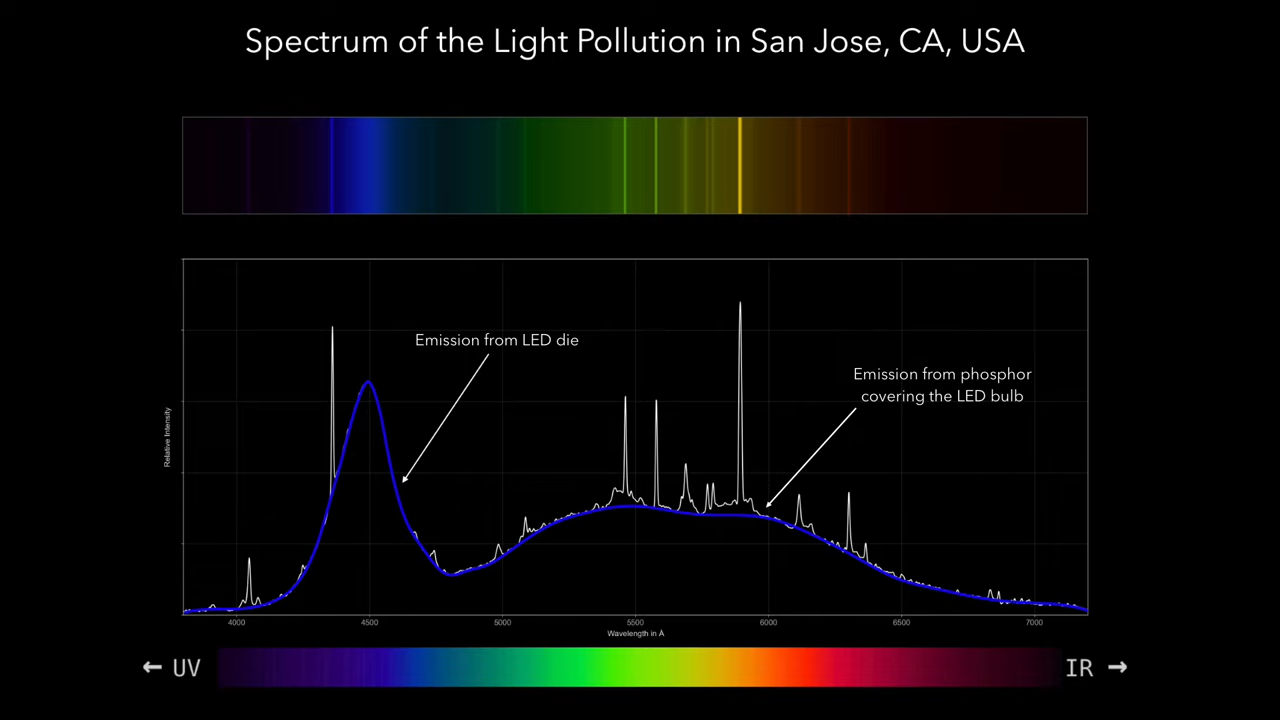 Spectrum of the Light Pollution in San Jose, CA, USA
Emission from LED die
Emission from phosphor
covering the LED bulb
Relative Intensity
4000 4500 5000 5500 6000 6500 7000
Wavelength in Å
← UV
IR →